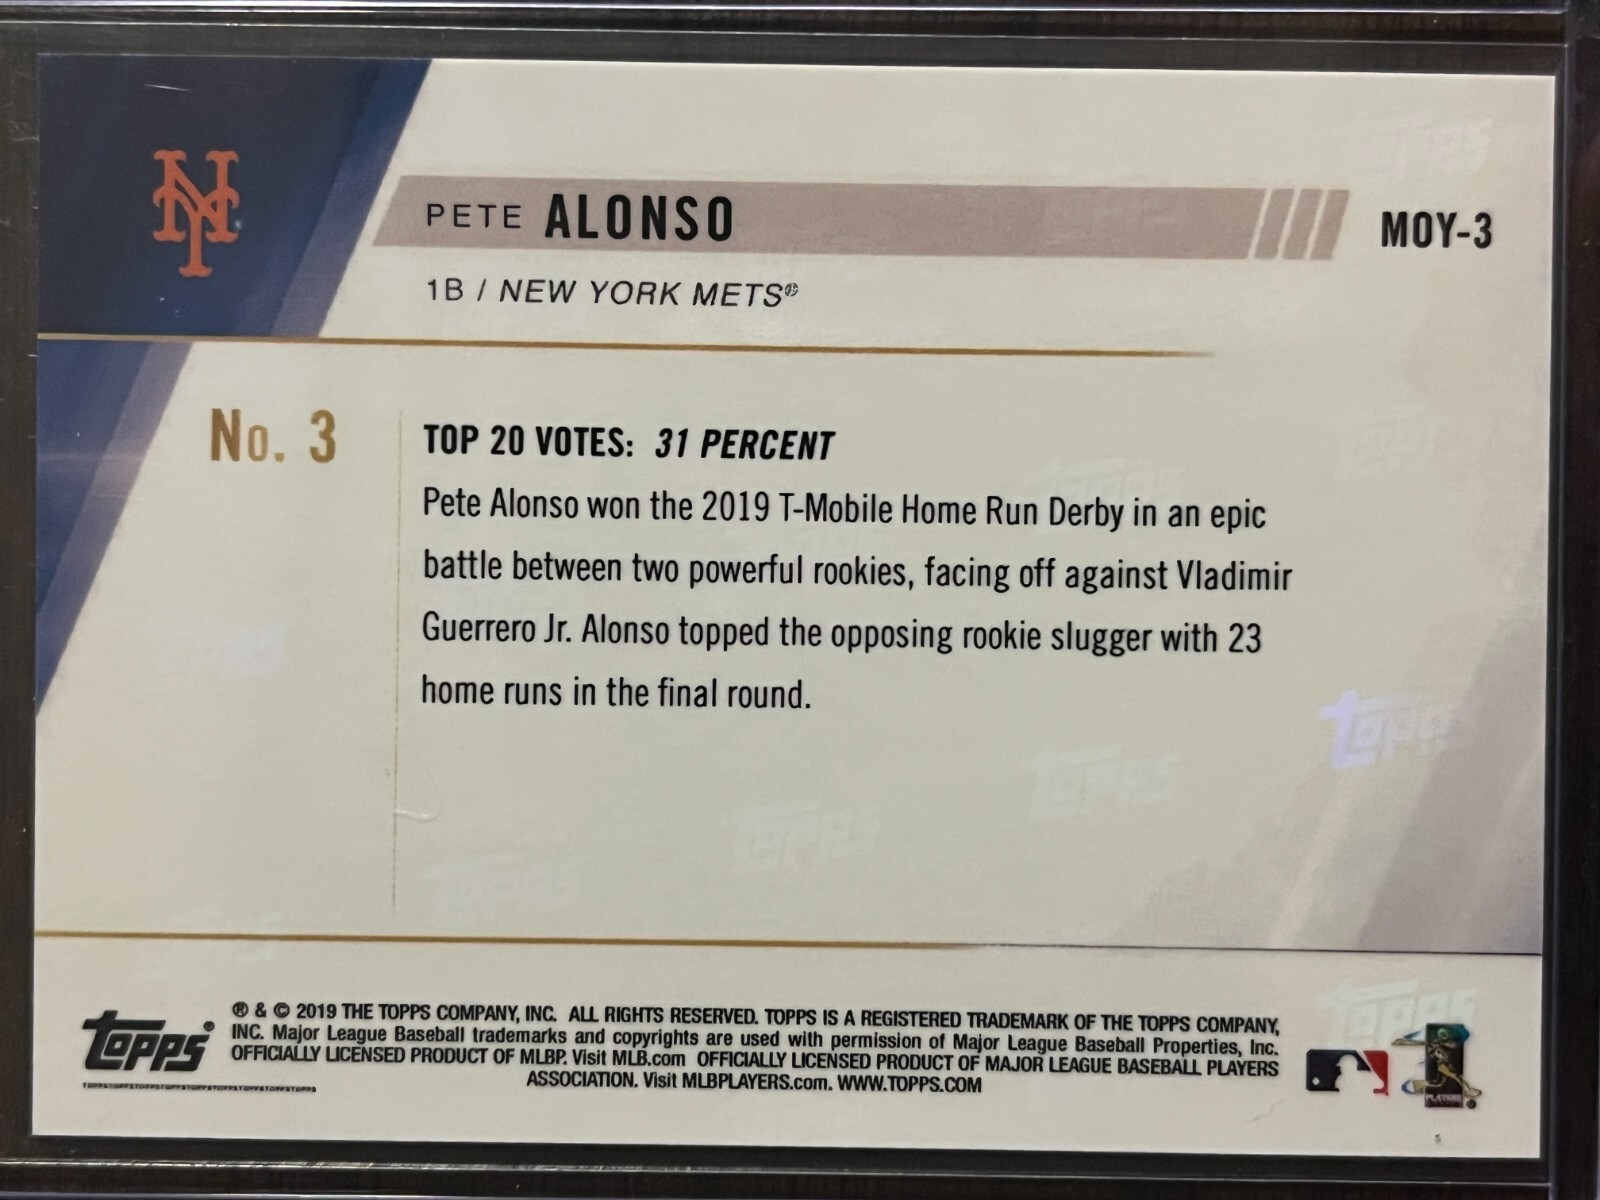 NY
PETE ALONSO
MOY-3
1B / NEW YORK METS®
No. 3
TOP 20 VOTES: 31 PERCENT
Pete Alonso won the 2019 T-Mobile Home Run Derby in an epic
battle between two powerful rookies, facing off against Vladimir
Guerrero Jr. Alonso topped the opposing rookie slugger with 23
home runs in the final round.
topps®
® & © 2019 THE TOPPS COMPANY, INC. ALL RIGHTS RESERVED. TOPPS IS A REGISTERED TRADEMARK OF THE TOPPS COMPANY,
INC. Major League Baseball trademarks and copyrights are used with permission of Major League Baseball Properties, Inc.
OFFICIALLY LICENSED PRODUCT OF MLBP. Visit MLB.com OFFICIALLY LICENSED PRODUCT OF MAJOR LEAGUE BASEBALL PLAYERS
ASSOCIATION. Visit MLBPLAYERS.com. WWW.TOPPS.COM
PLAYERS